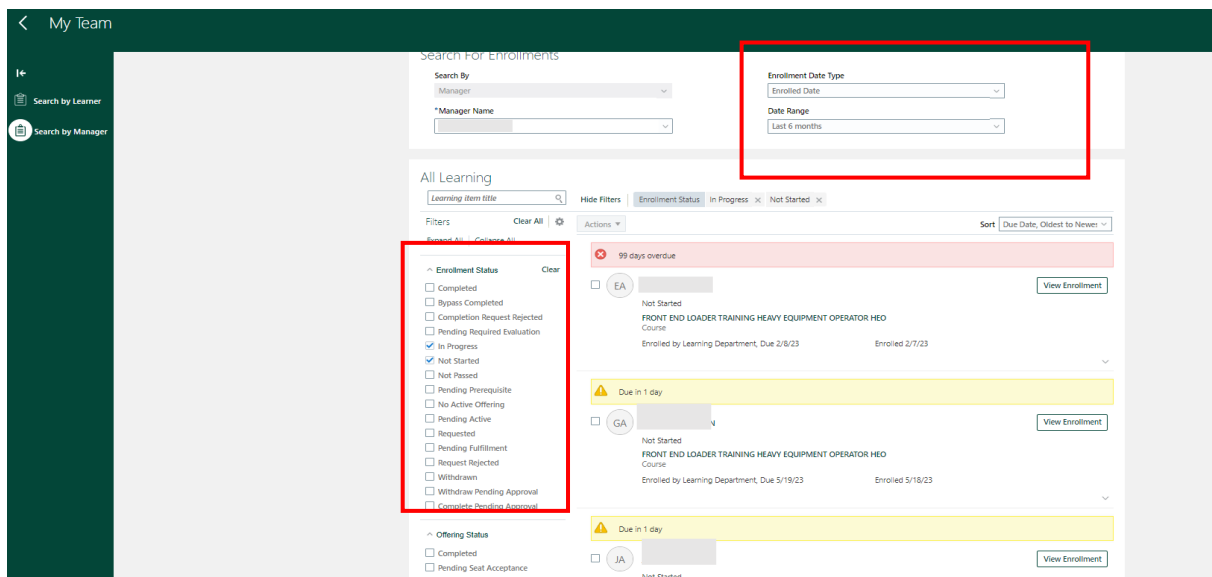 My Team
Search by Learner
Search by Manager
Search For Enrollments
Search By
Manager
*Manager Name
Enrollment Date Type
Enrolled Date
Date Range
Last 6 months
All Learning
Learning item title
Hide Filters
Enrollment Status In Progress × Not Started ×
Filters
Clear All
Expand All Collapse All
Actions
Sort Due Date, Oldest to Newe
Enrollment Status
Clear
Completed
Bypass Completed
Completion Request Rejected
Pending Required Evaluation
In Progress
Not Started
Not Passed
Pending Prerequisite
No Active Offering
Pending Active
Requested
Pending Fulfillment
Request Rejected
Withdrawn
Withdraw Pending Approval
Complete Pending Approval
Offering Status
Completed
Pending Seat Acceptance
99 days overdue
EA
View Enrollment
Not Started
FRONT END LOADER TRAINING HEAVY EQUIPMENT OPERATOR HEO
Course
Enrolled by Learning Department, Due 2/8/23 Enrolled 2/7/23
Due in 1 day
GA
View Enrollment
Not Started
FRONT END LOADER TRAINING HEAVY EQUIPMENT OPERATOR HEO
Course
Enrolled by Learning Department, Due 5/19/23 Enrolled 5/18/23
Due in 1 day
JA
View Enrollment
Not Started